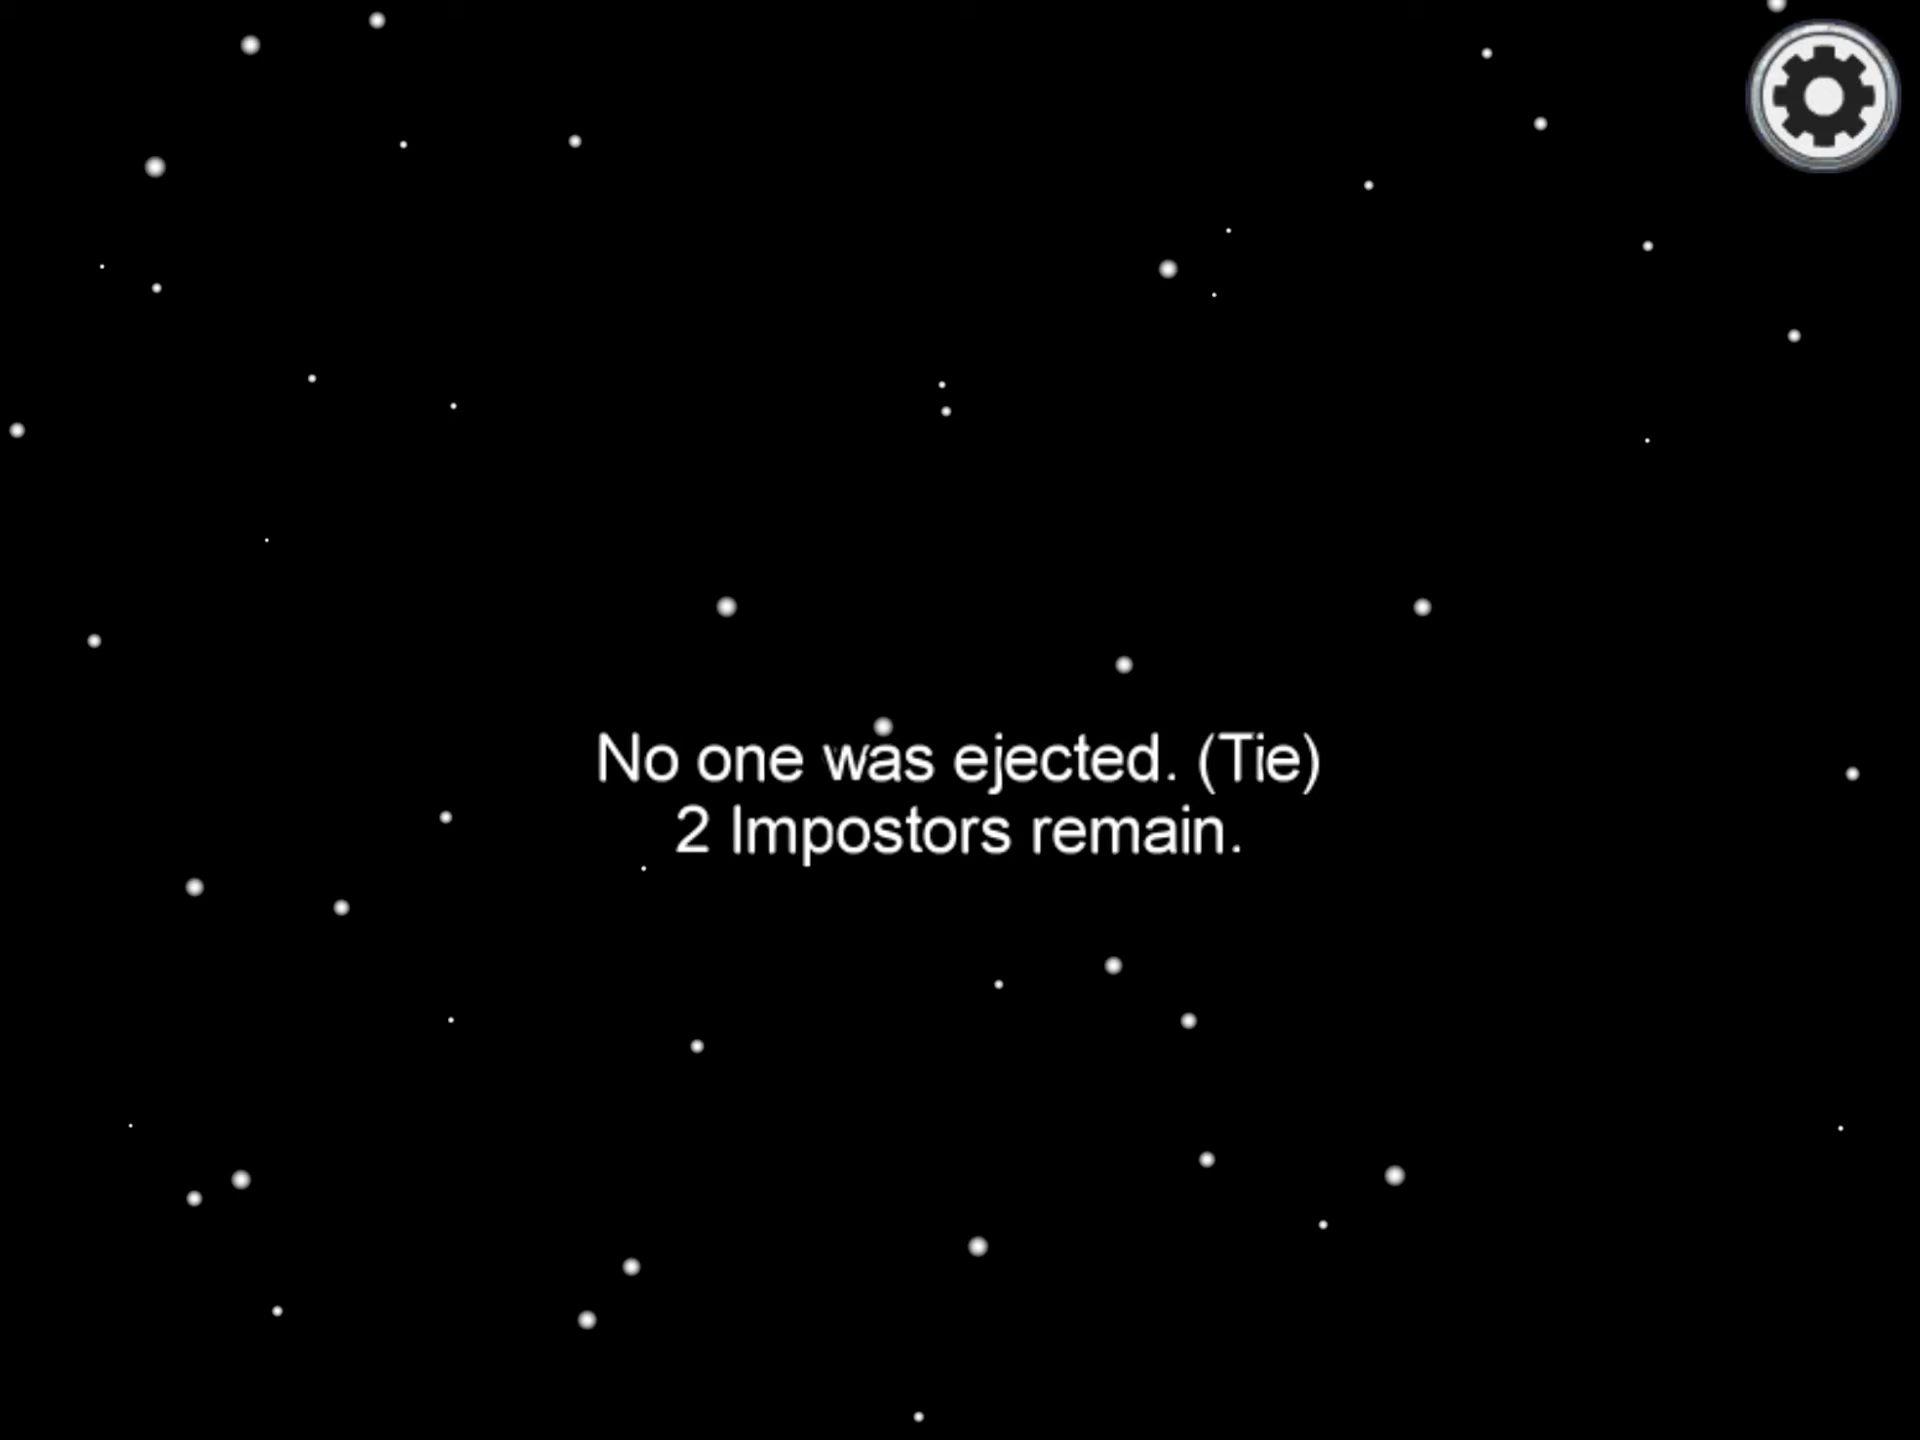 No one was ejected. (Tie)
2 Impostors remain.